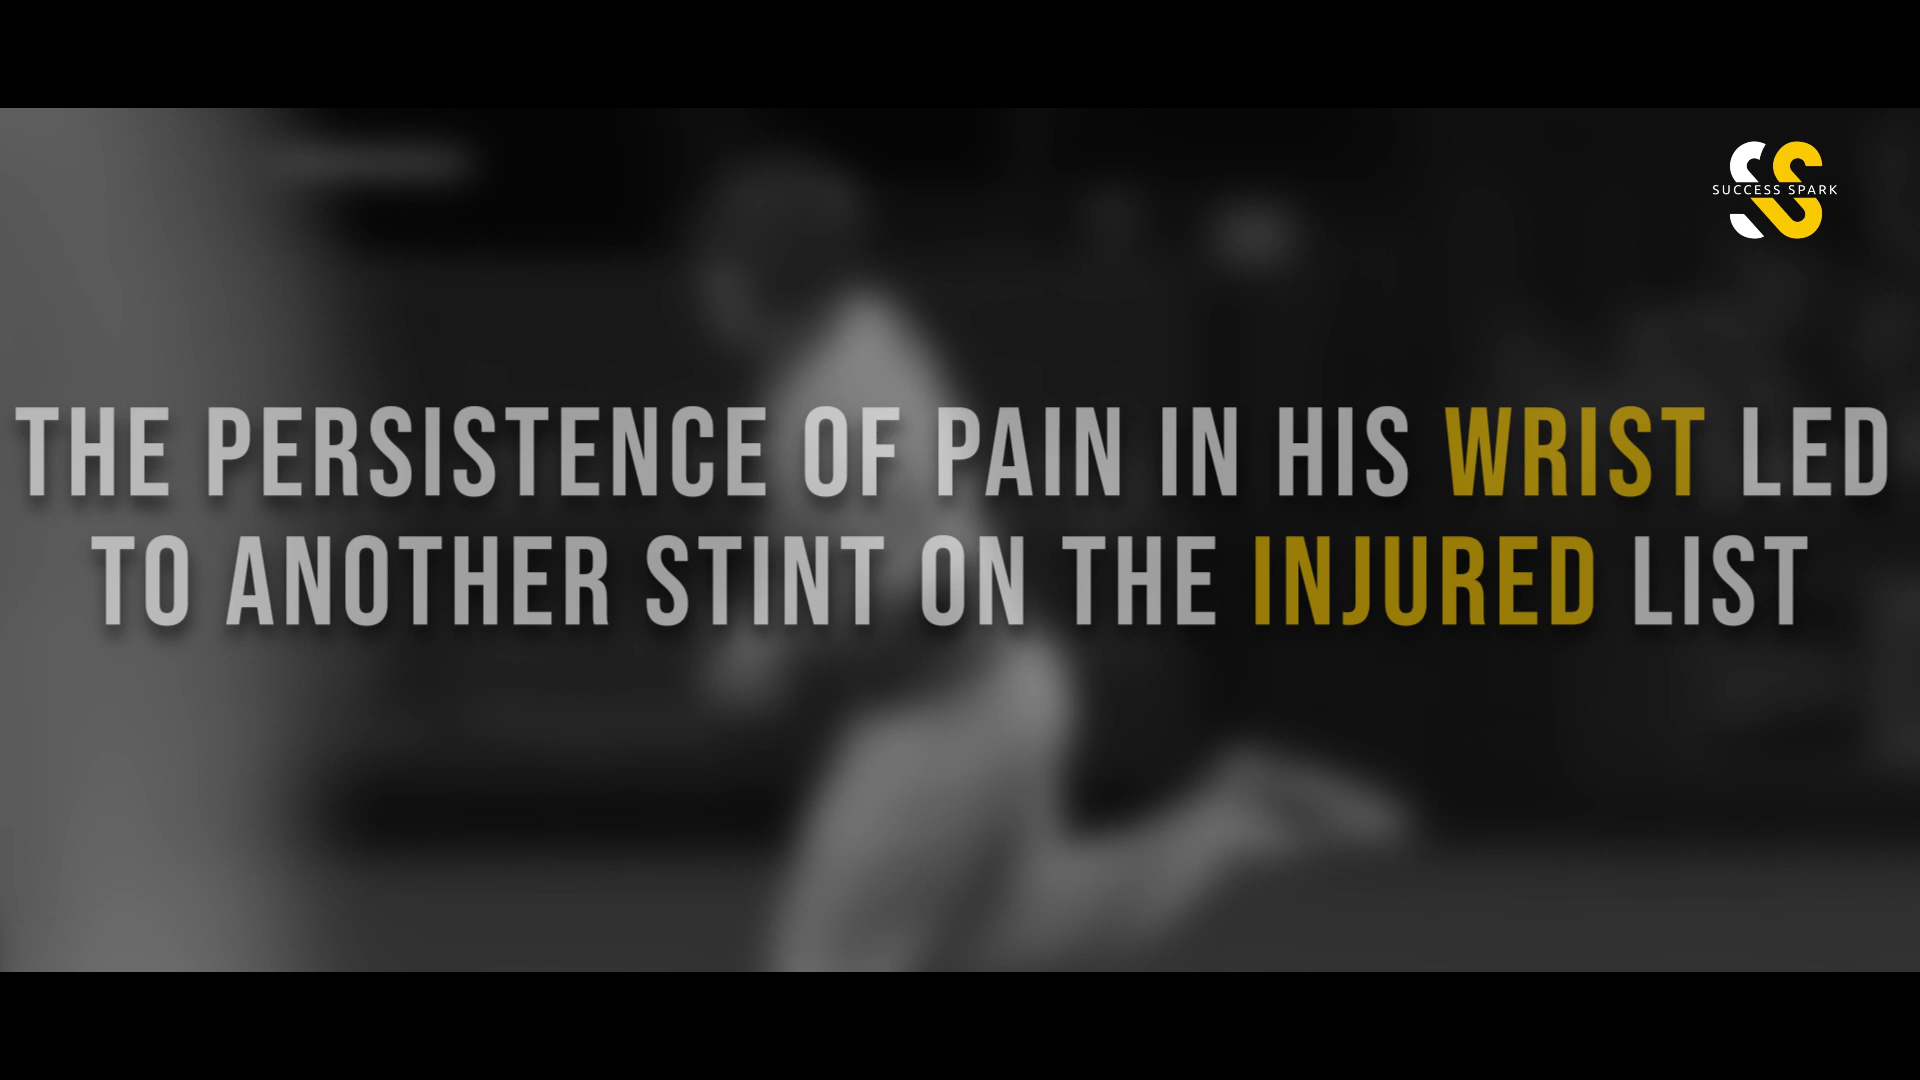 SUCCESS SPARK
THE PERSISTENCE OF PAIN IN HIS WRIST LED
TO ANOTHER STINT ON THE INJURED LIST